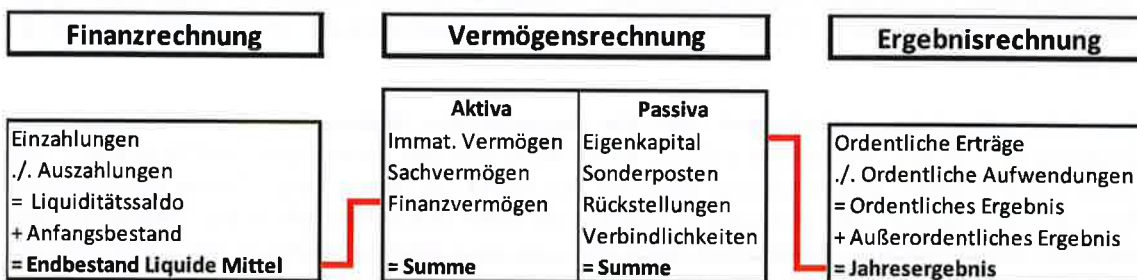 Finanzrechnung
Vermögensrechnung
Ergebnisrechnung
Einzahlungen
./. Auszahlungen
= Liquiditätssaldo
+ Anfangsbestand
= Endbestand Liquide Mittel
Aktiva
Immat. Vermögen
Sachvermögen
Finanzvermögen
= Summe
Passiva
Eigenkapital
Sonderposten
Rückstellungen
Verbindlichkeiten
= Summe
Ordentliche Erträge
./. Ordentliche Aufwendungen
= Ordentliches Ergebnis
+ Außerordentliches Ergebnis
= Jahresergebnis